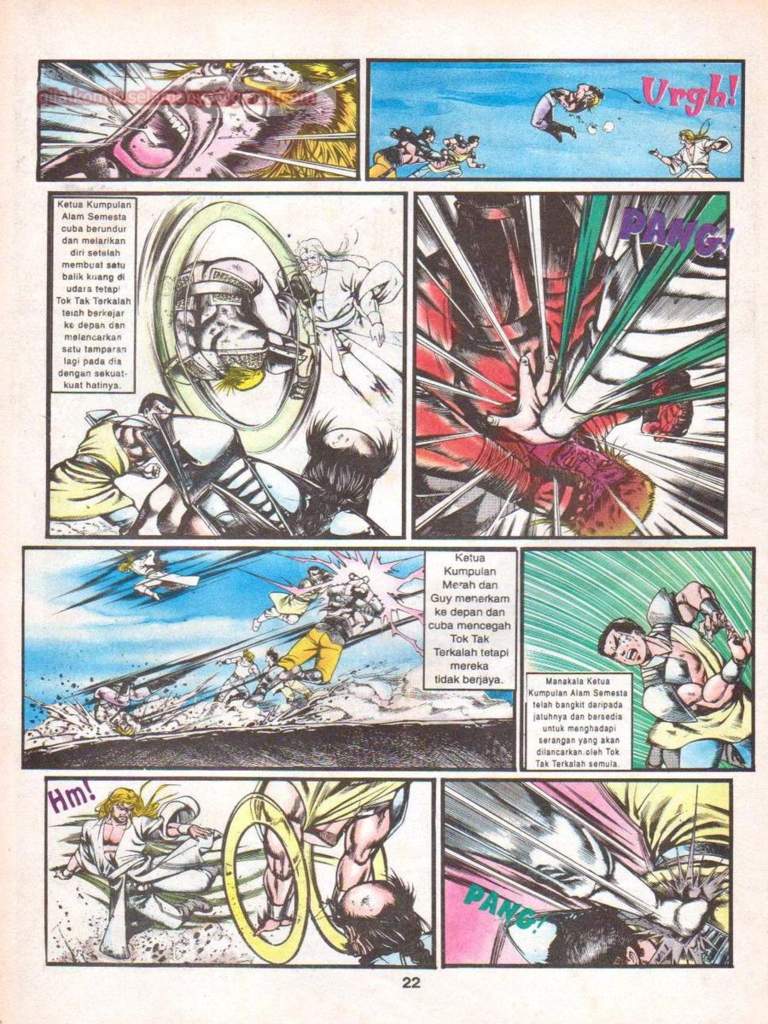 Urgh!
Ketua Kumpulan
Alam Semesta
cuba berundur
dan melarikan
diri setelah
membuat satu
balik kuang di
udara tetapi
Tok Tak Terkalah
telah berkejar
ke depan dan
melancarkan
satu tamparan
lagi pada dia
dengan sekuat-
kuat hatinya.
PANG!
Ketua
Kumpulan
Merah dan
Guy menerkam
ke depan dan
cuba mencegah
Tok Tak
Terkalah tetapi
mereka
tidak berjaya.
Manakala Ketua
Kumpulan Alam Semesta
telah bangkit daripada
jatuhnya dan bersedia
untuk menghadapi
serangan yang akan
dilancarkan oleh Tok
Tak Terkalah semula.
Hm!
PANG!
22